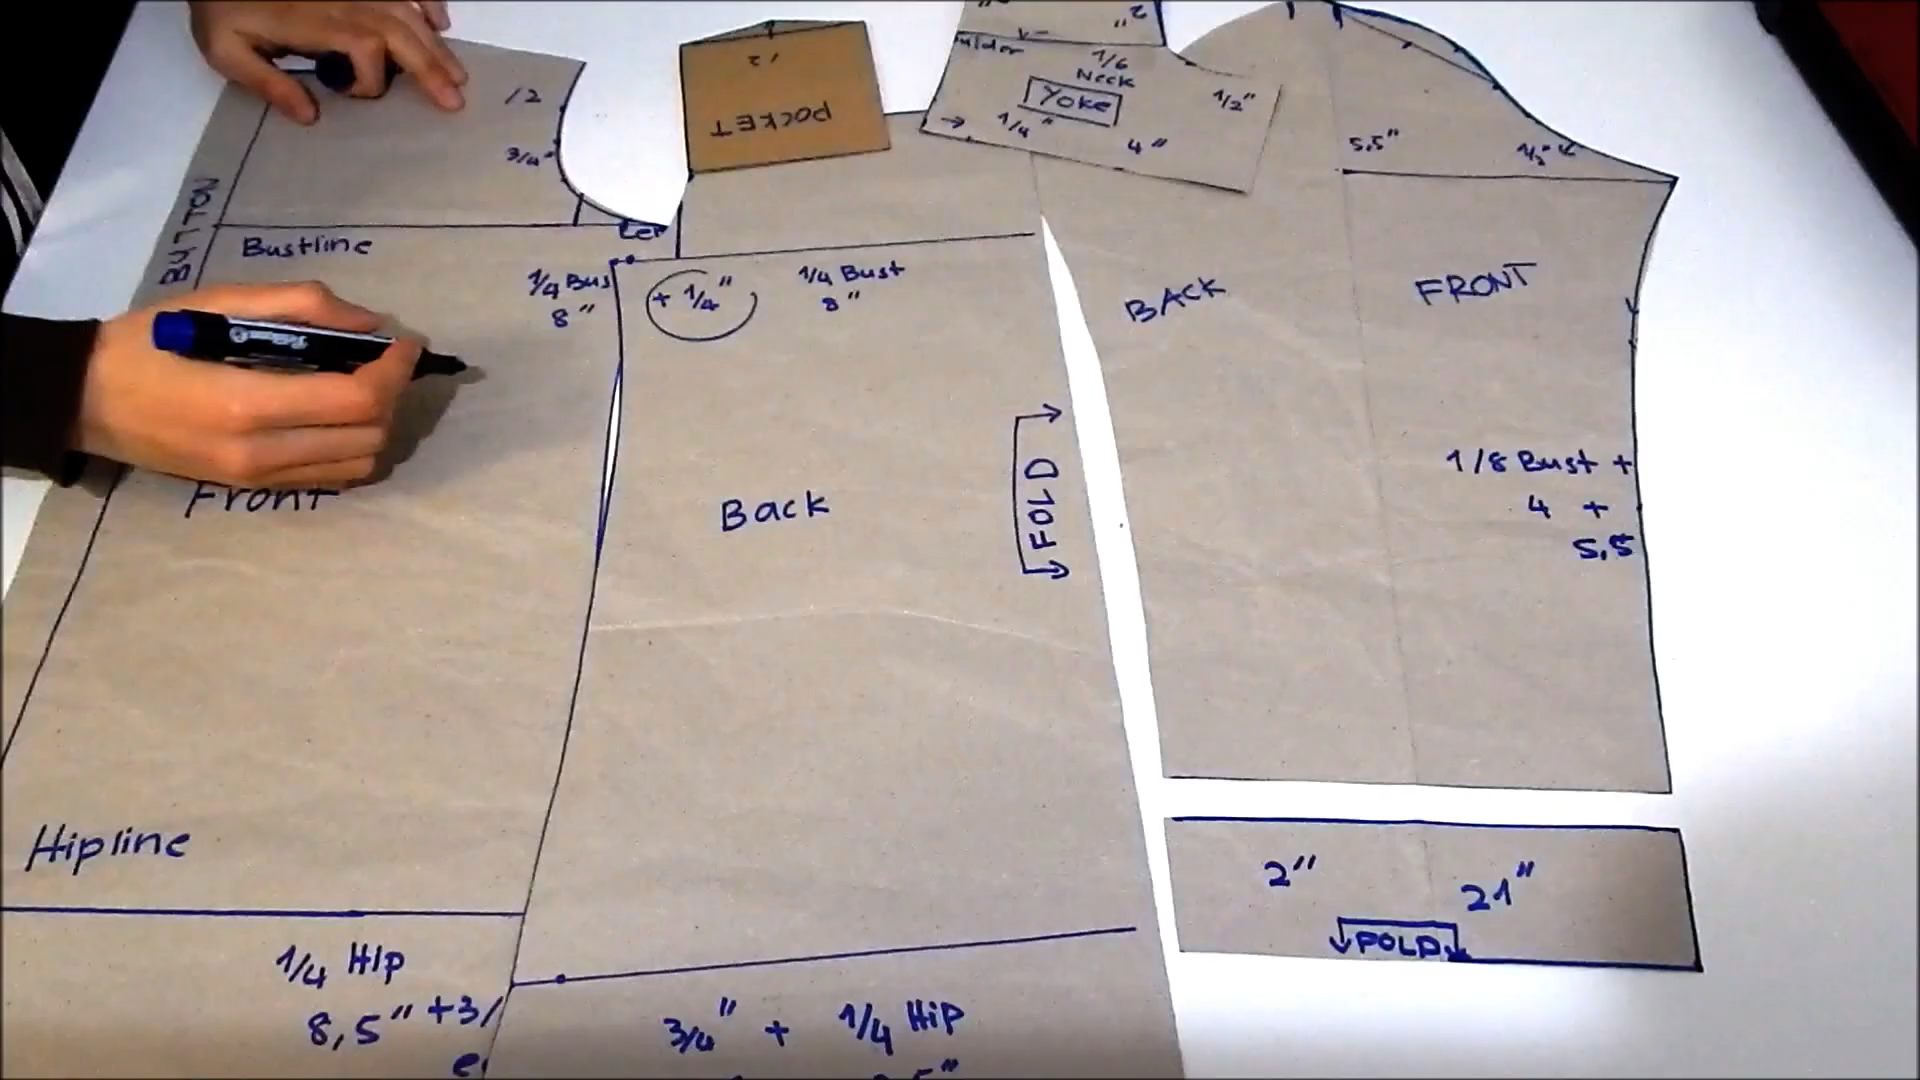 BUTTON
/2
3/4"
Bustline
1/4 Bus
8"
Front
Hipline
1/4 Hip
8,5" +3/
POCKET
+ 1/4"
1/4 Bust
8"
Back
FOLD
3/4" + 1/4 Hip
2"
1/6
Neck
Yoke
1/2"
1/4"
4"
BACK
5,5"
FRONT
1/8 Bust +
4 +
5,5
2"
21"
FOLD